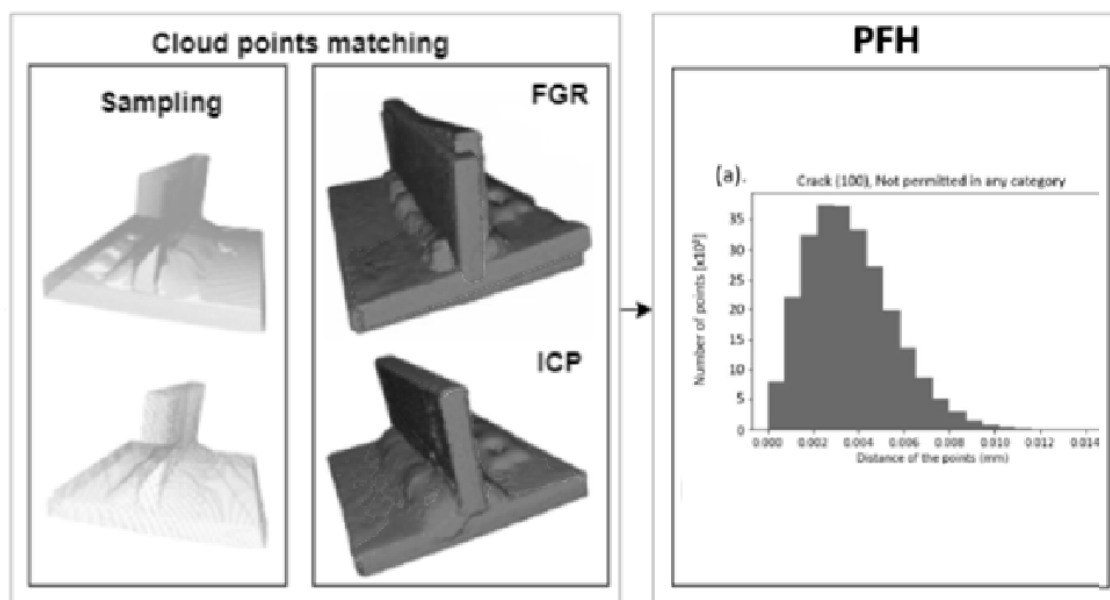 Cloud points matching
Sampling
FGR
ICP
PFH
(a).
Crack (100), Not permitted in any category
Number of points [x10²]
35
30
25
20
15
10
5
0
0.000 0.002 0.004 0.006 0.008 0.010 0.012 0.014
Distance of the points (mm)